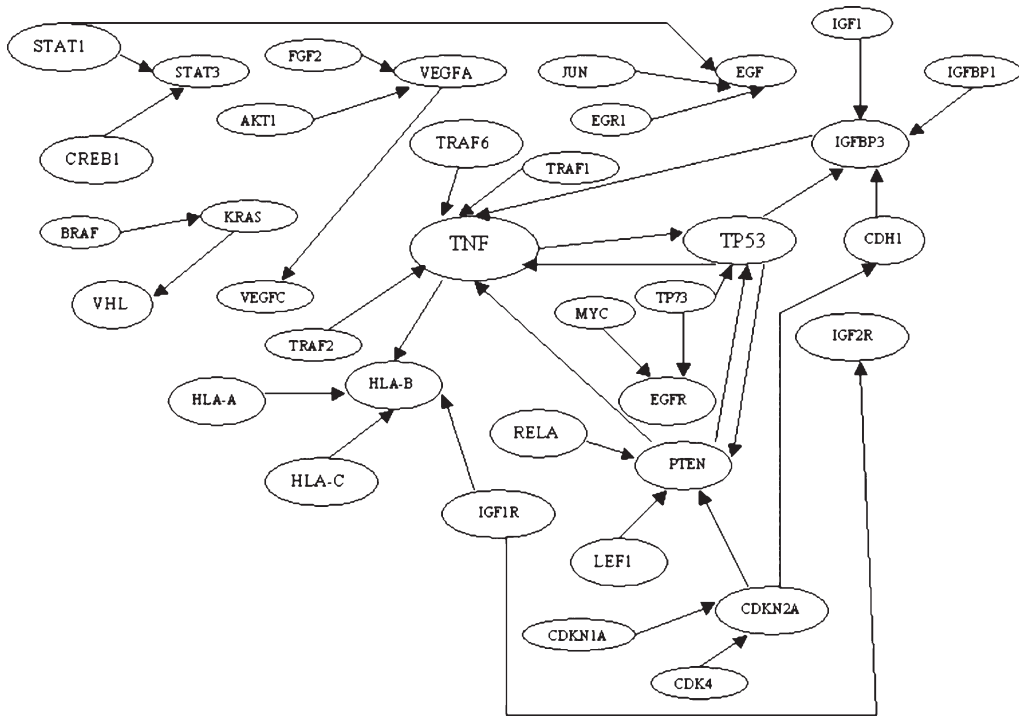 IGF1
STAT1
FGF2
STAT3
VEGFA
JUN
EGF
IGFBP1
AKT1
EGR1
TRAF6
IGFBP3
CREB1
TRAF1
KRAS
BRAF
TNF
TP53
CDH1
VHL
VEGFC
TP73
MYC
IGF2R
TRAF2
HLA-B
HLA-A
EGFR
RELA
PTEN
HLA-C
IGF1R
LEF1
CDKN2A
CDKN1A
CDK4